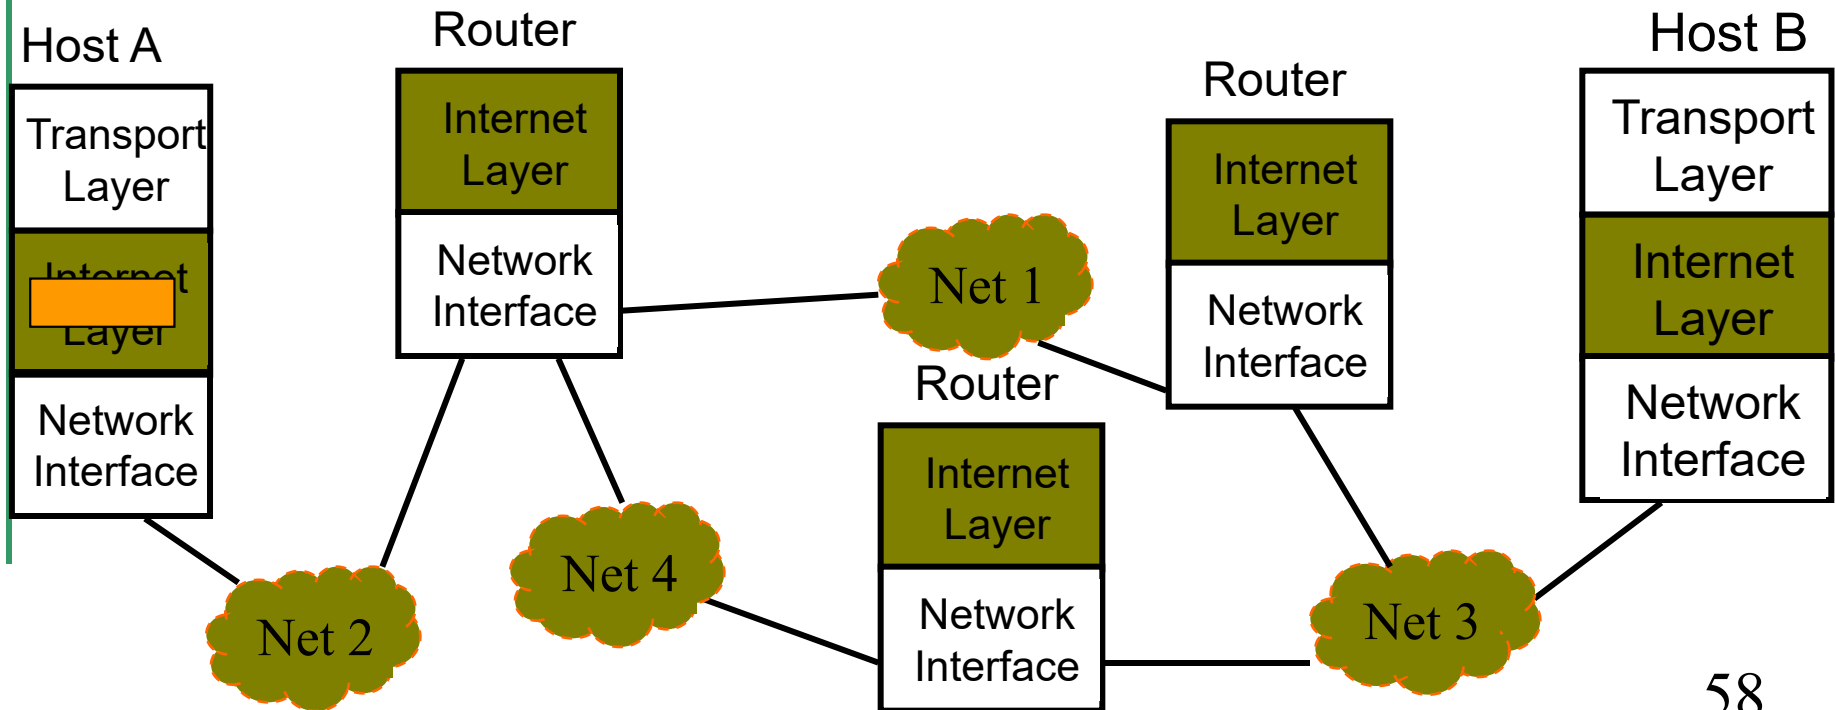 Host A
Transport
Layer
Internet
Layer
Network
Interface
Router
Internet
Layer
Network
Interface
Net 2
Net 4
Net 1
Router
Internet
Layer
Network
Interface
Router
Internet
Layer
Network
Interface
Net 3
Host B
Transport
Layer
Internet
Layer
Network
Interface
58